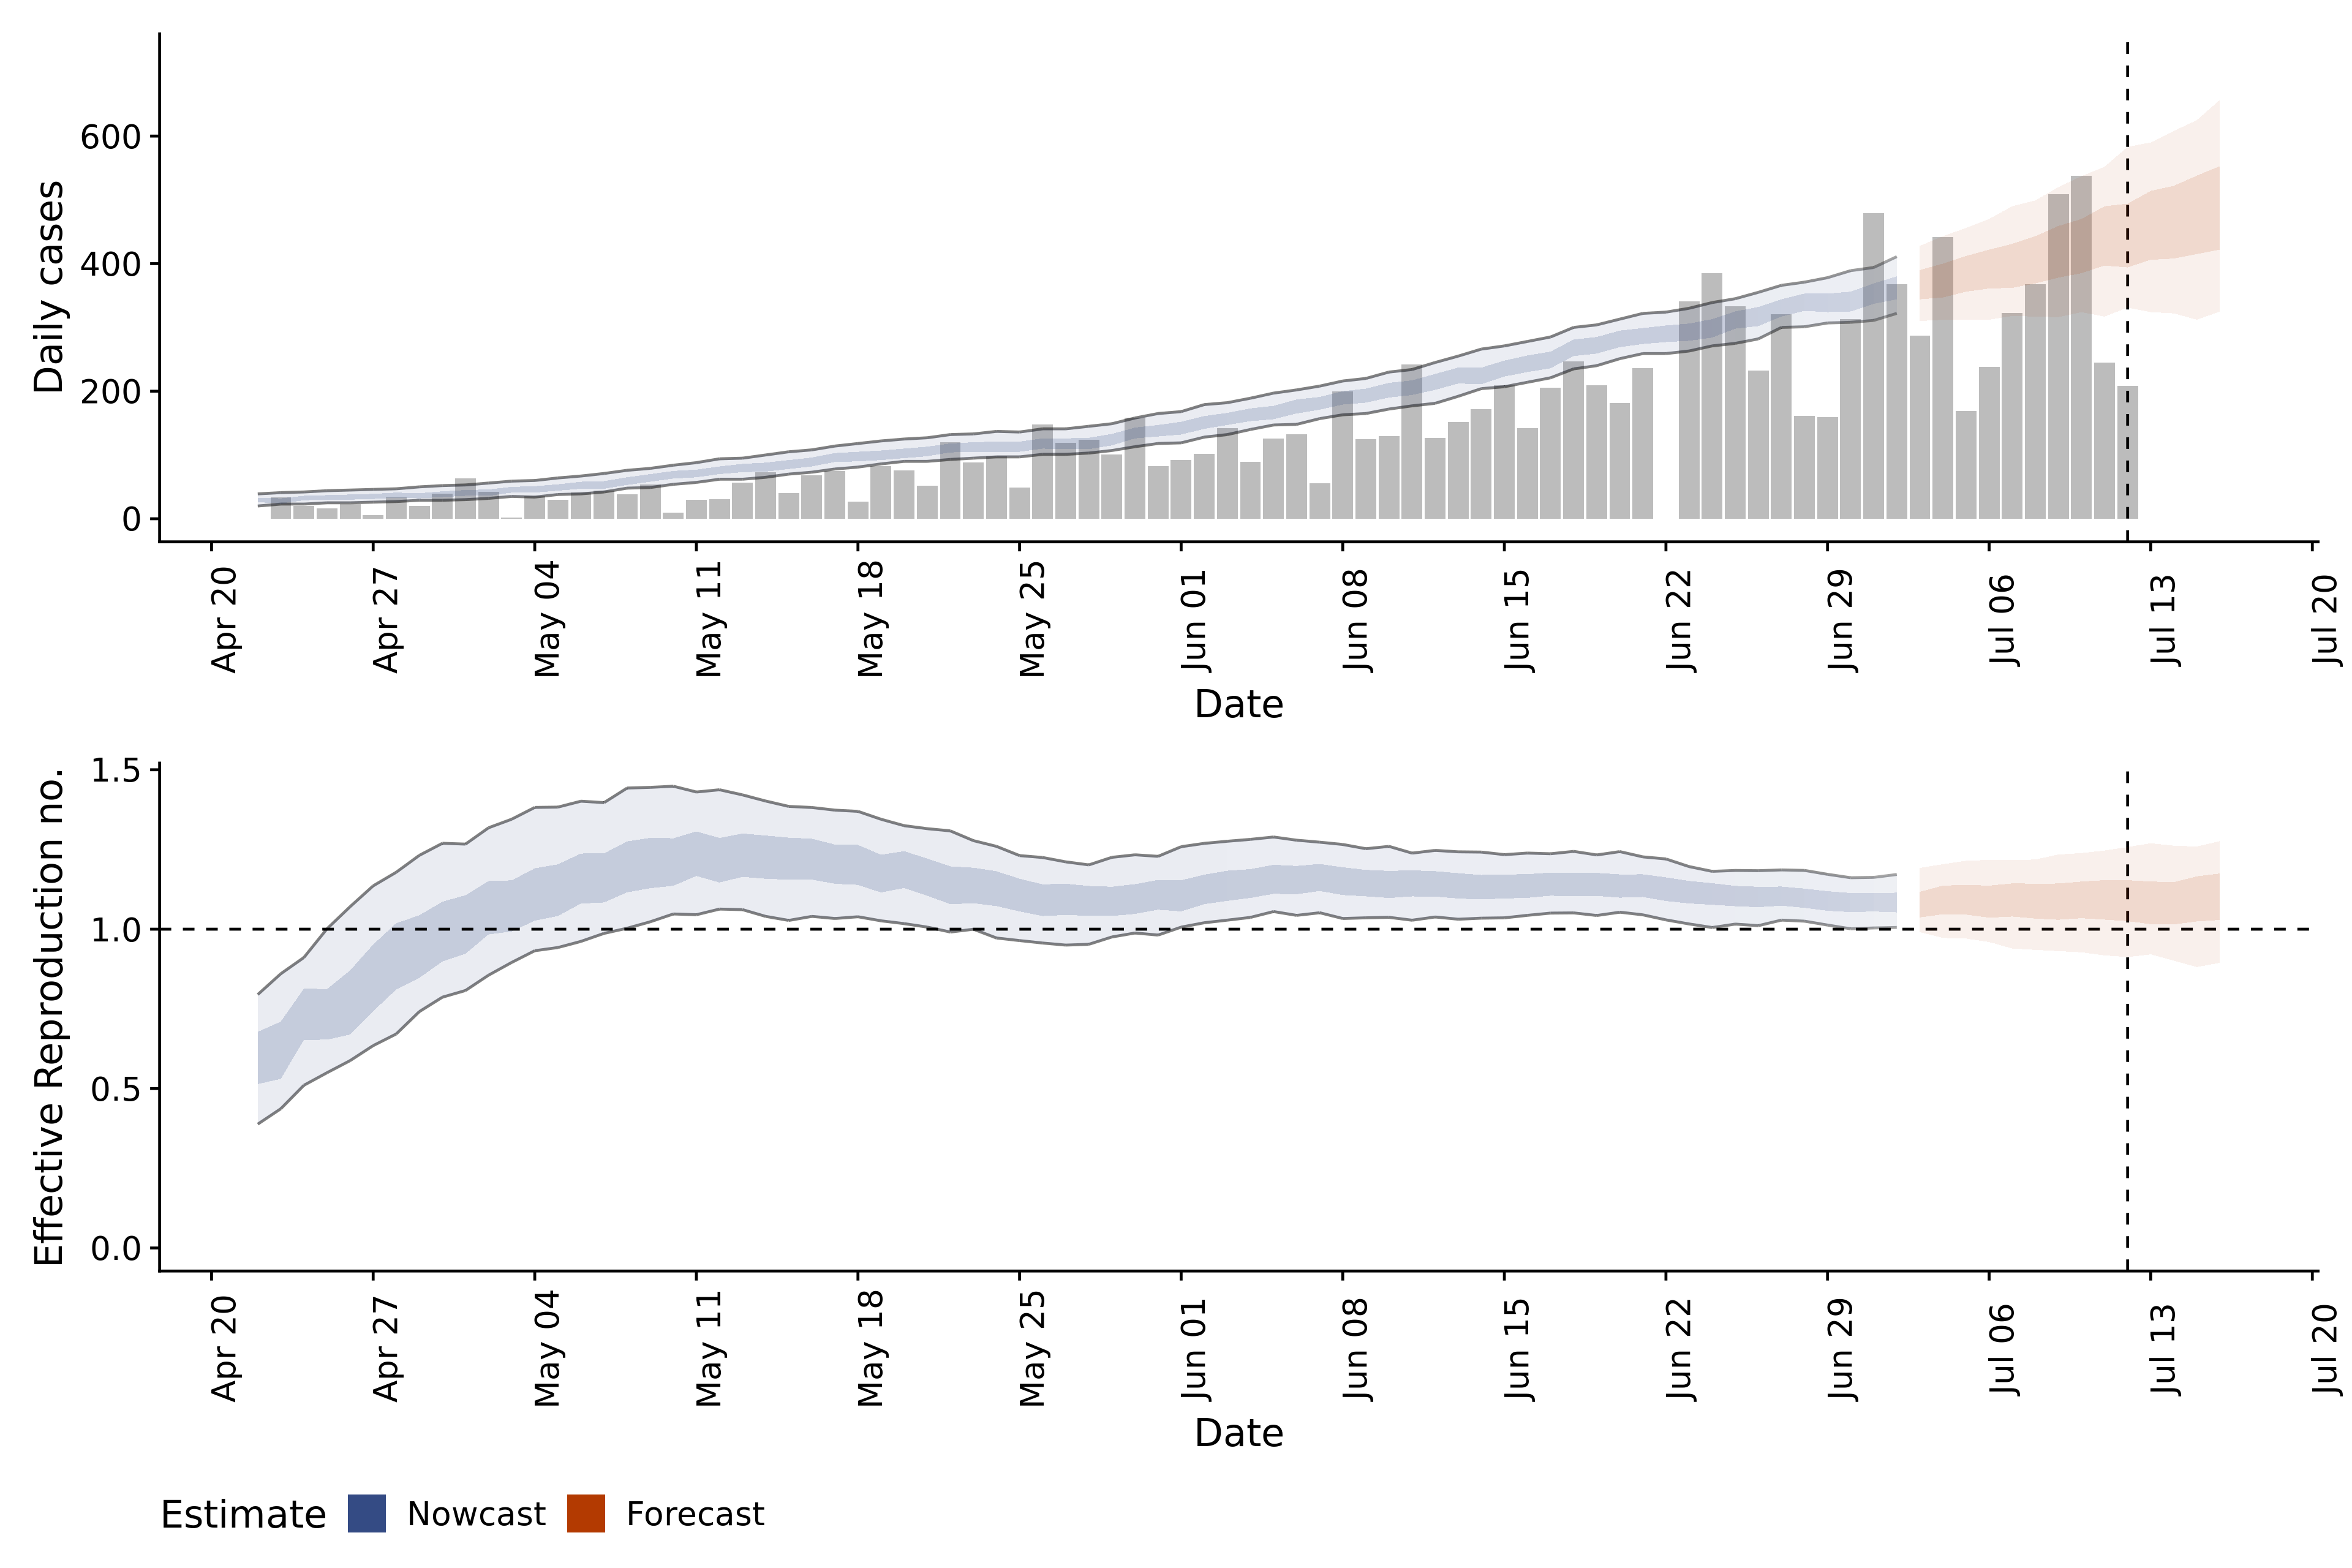 Daily cases
600
400
200
0
Apr 20 Apr 27 May 04 May 11 May 18 May 25 Jun 01 Jun 08 Jun 15 Jun 22 Jun 29 Jul 06 Jul 13 Jul 20
Date
Effective Reproduction no.
1.5
1.0
0.5
0.0
Apr 20 Apr 27 May 04 May 11 May 18 May 25 Jun 01 Jun 08 Jun 15 Jun 22 Jun 29 Jul 06 Jul 13 Jul 20
Date
Estimate Nowcast Forecast